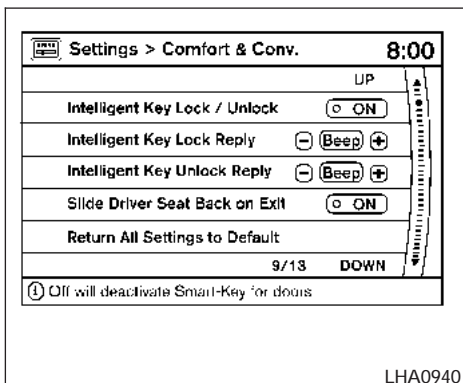 Settings > Comfort & Conv. 8:00
UP
Intelligent Key Lock / Unlock ON
Intelligent Key Lock Reply − Beep +
Intelligent Key Unlock Reply − Beep +
Slide Driver Seat Back on Exit ON
Return All Settings to Default
9/13 DOWN
i Off will deactivate Smart-Key for doors
LHA0940